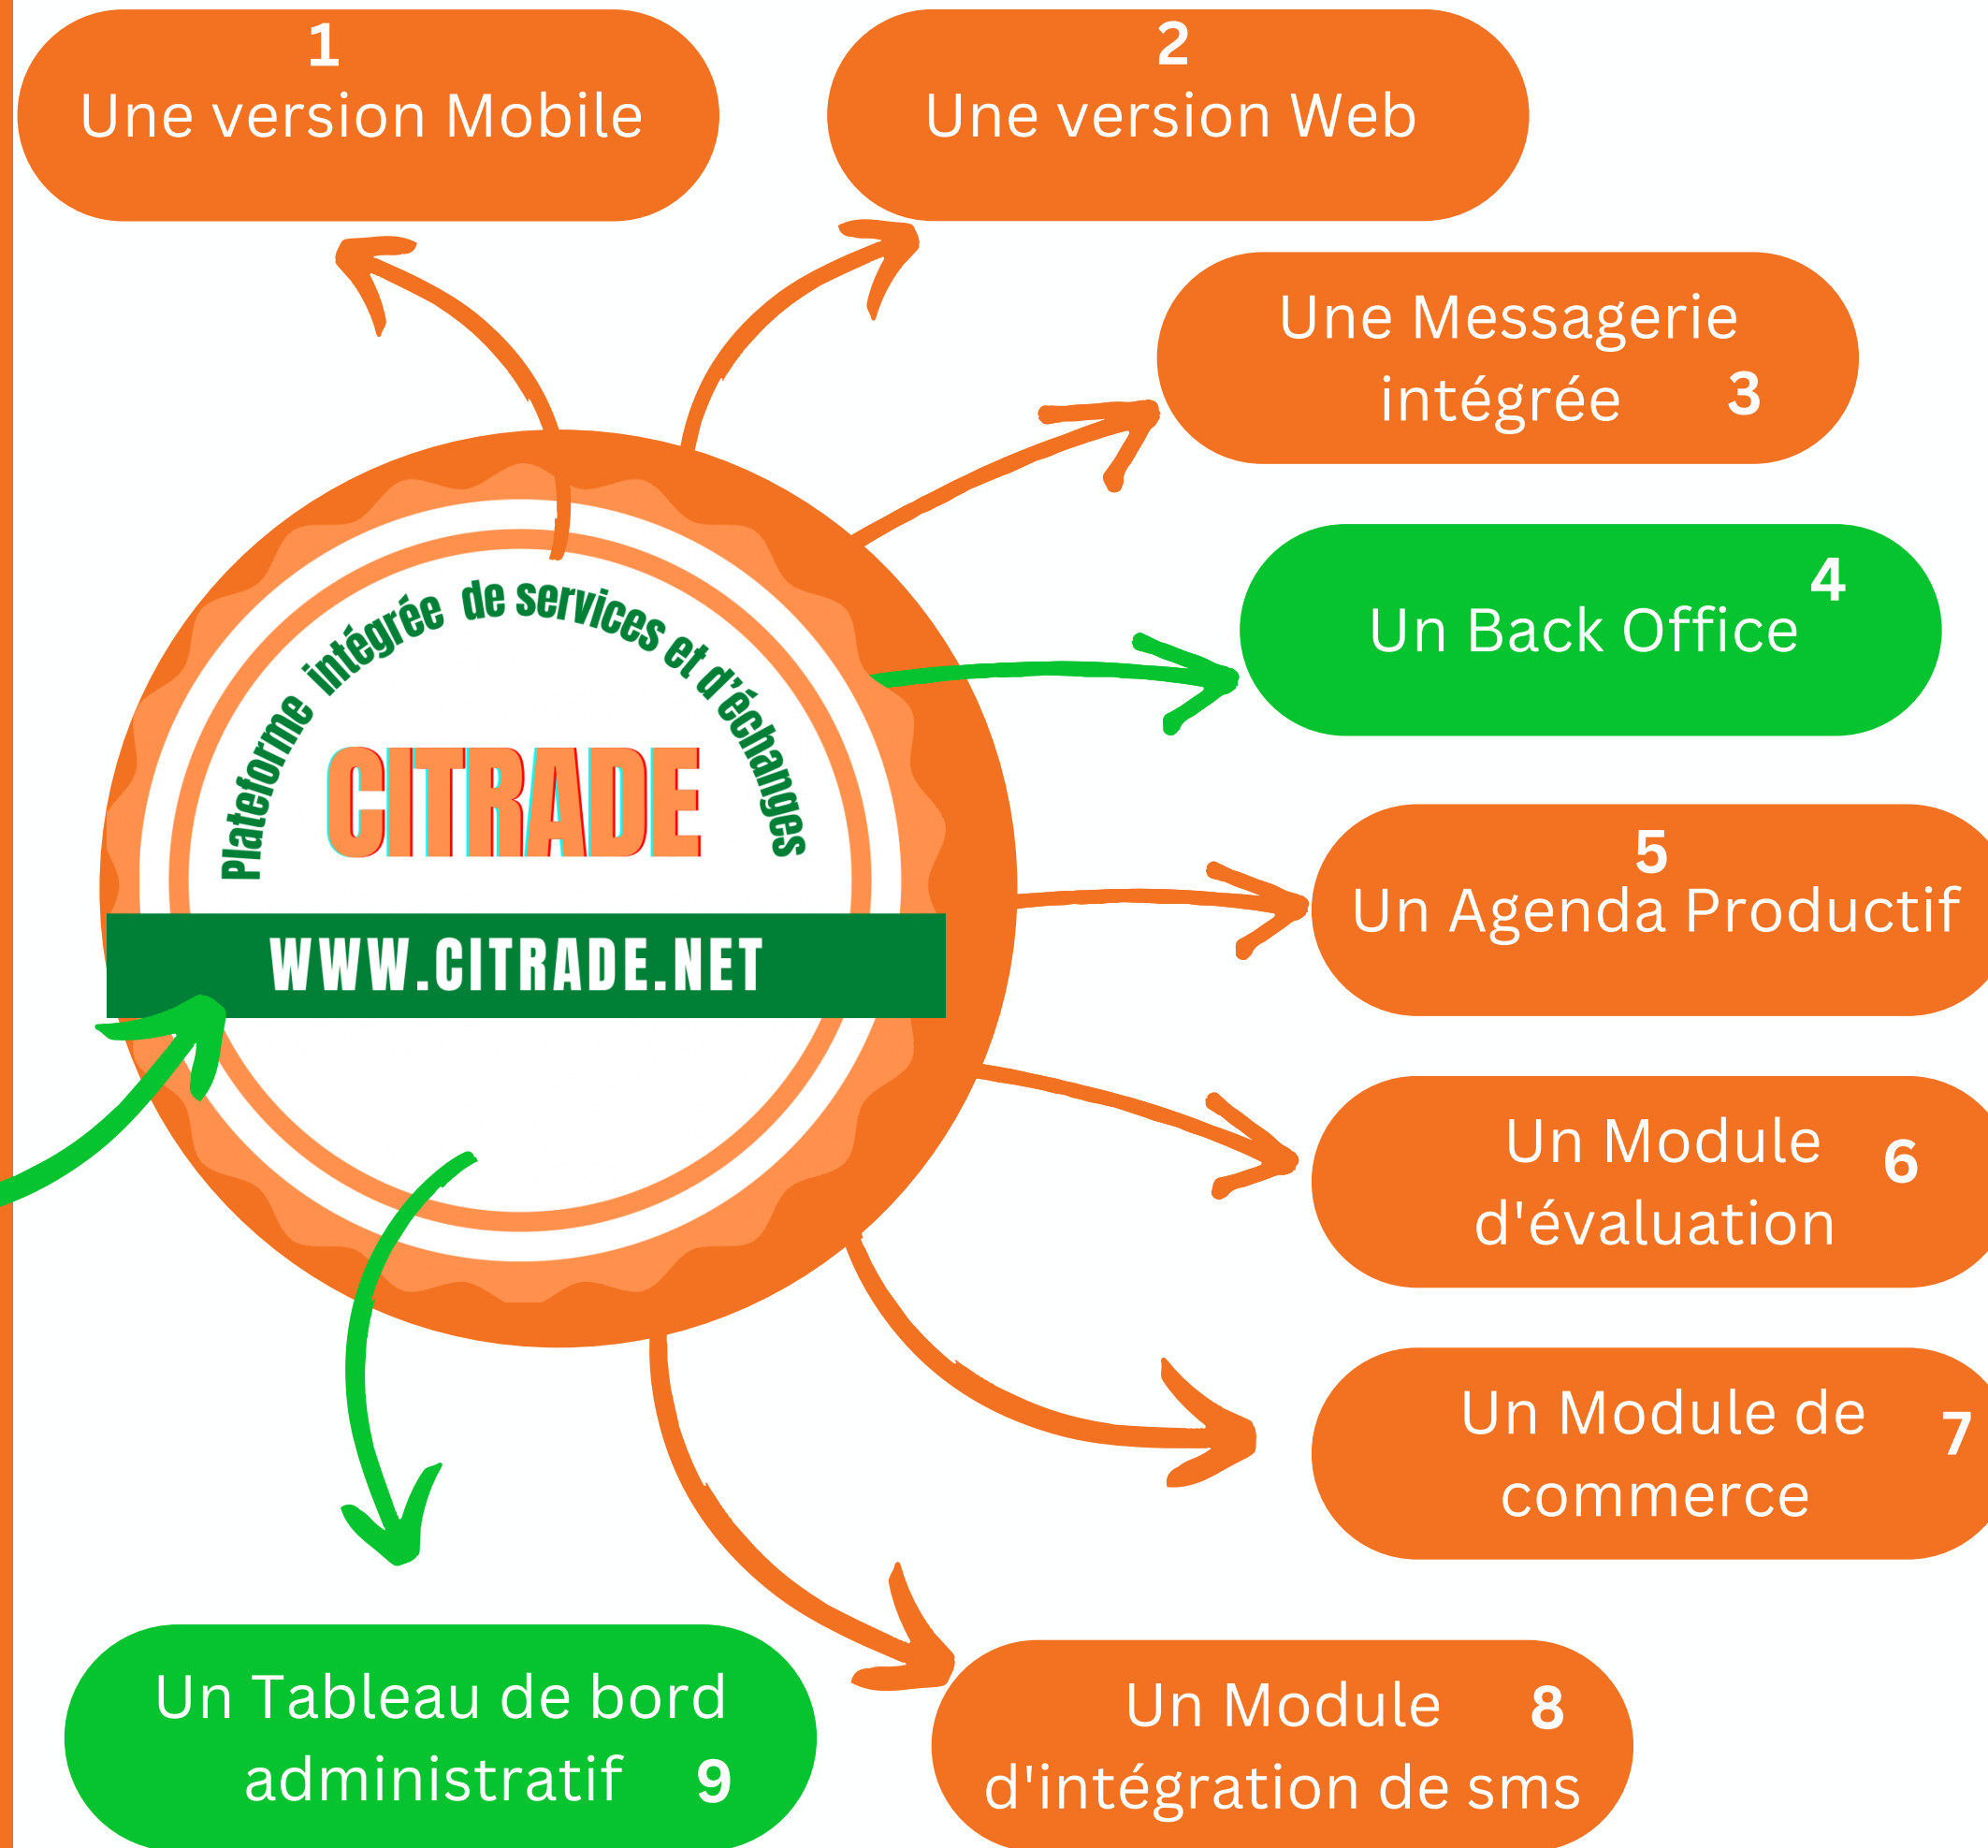 1
Une version Mobile
2
Une version Web
Une Messagerie
intégrée 3
4
Un Back Office
Plateforme intégrée de services et d'échanges
CITRADE
WWW.CITRADE.NET
5
Un Agenda Productif
Un Module 6
d'évaluation
Un Module de 7
commerce
Un Module 8
d'intégration de sms
Un Tableau de bord
administratif 9